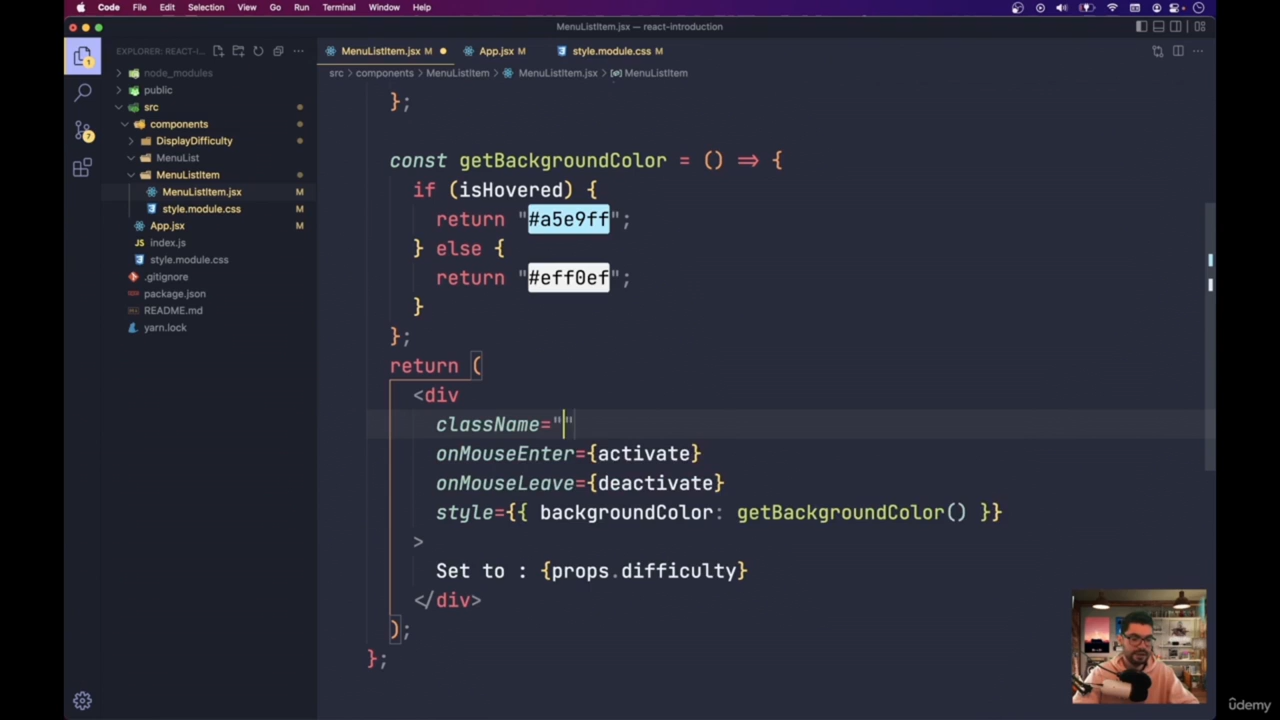 Code File Edit Selection View Go Run Terminal Window Help
MenuListItem.jsx — react-introduction
EXPLORER: REACT-I...
MenuListItem.jsx M
App.jsx M
style.module.css M
src > components > MenuListItem > MenuListItem.jsx > MenuListItem
node_modules
public
src
components
DisplayDifficulty
MenuList
MenuListItem
MenuListItem.jsx M
style.module.css M
App.jsx M
index.js
style.module.css
.gitignore
package.json
README.md
yarn.lock
1
7
};
const getBackgroundColor = () => {
if (isHovered) {
return "#a5e9ff";
} else {
return "#eff0ef";
}
};
return (
<div
className=""
onMouseEnter={activate}
onMouseLeave={deactivate}
style={{ backgroundColor: getBackgroundColor() }}
>
Set to : {props.difficulty}
</div>
);
};
ûdemy